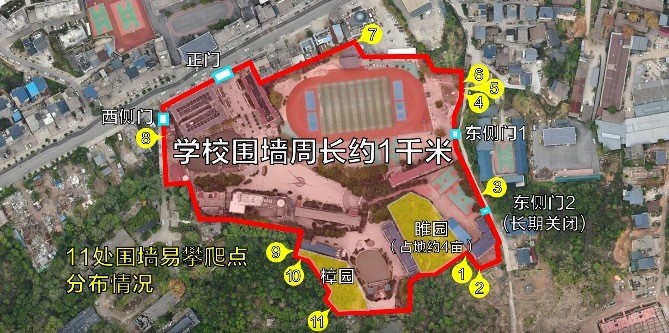 正门
7
6
5
西侧门
4
8
东侧门1
学校围墙周长约1千米
3
东侧门2
(长期关闭)
睢园
(占地约4亩)
11处围墙易攀爬点
分布情况
9
10
樟园
1
2
11